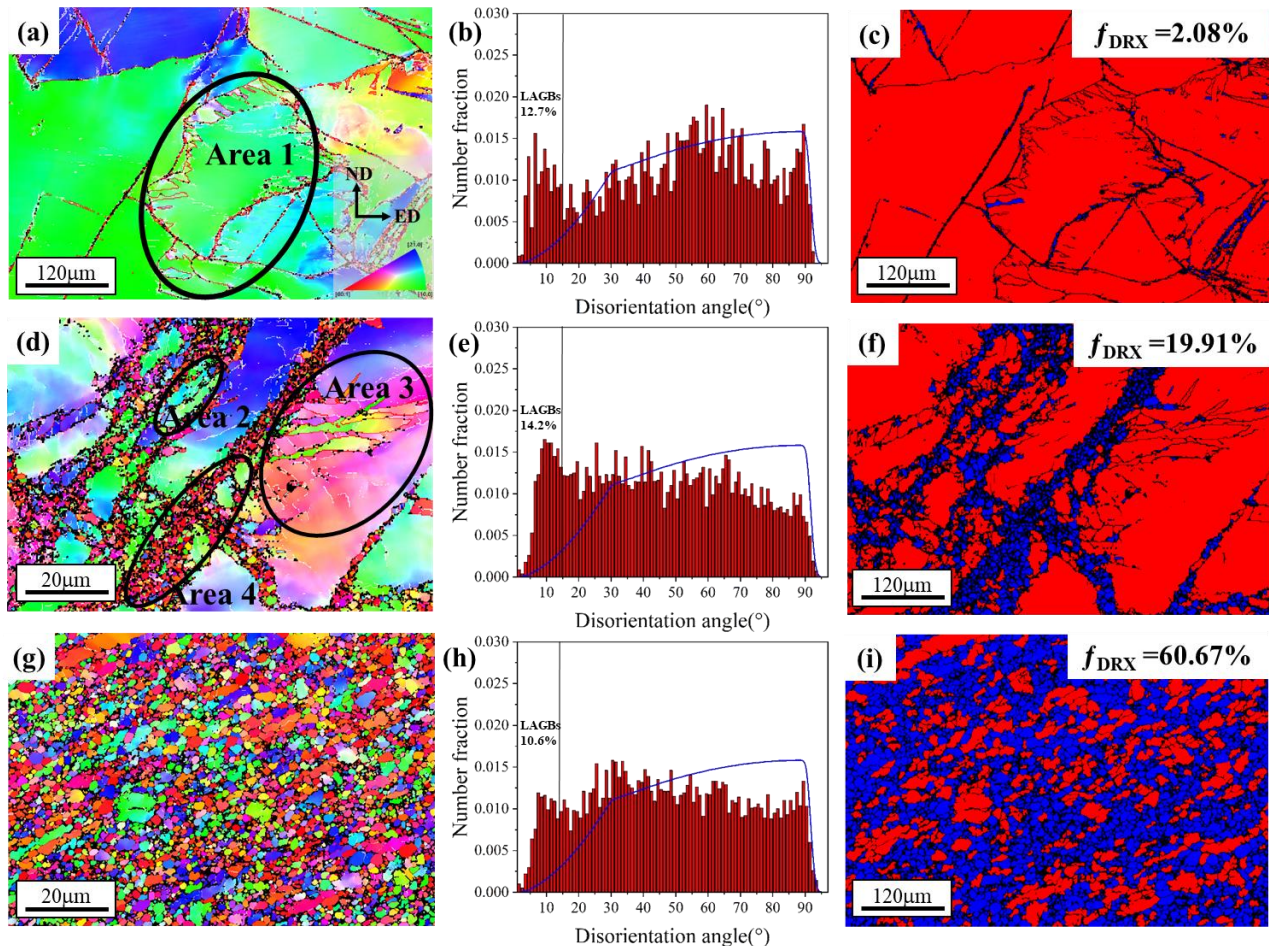 (a)
Area 1
ND
ED
120μm
(b)
0.030
0.025
0.020
0.015
0.010
0.005
0.000
Number fraction
LAGBs
12.7%
10 20 30 40 50 60 70 80 90
Disorientation angle(°)
(c)
fDRX =2.08%
120μm
(d)
Area 2
Area 3
Area 4
20μm
(e)
0.030
0.025
0.020
0.015
0.010
0.005
0.000
Number fraction
LAGBs
14.2%
10 20 30 40 50 60 70 80 90
Disorientation angle(°)
(f)
fDRX =19.91%
120μm
(g)
20μm
(h)
0.030
0.025
0.020
0.015
0.010
0.005
0.000
Number fraction
LAGBs
10.6%
10 20 30 40 50 60 70 80 90
Disorientation angle(°)
(i)
fDRX =60.67%
120μm